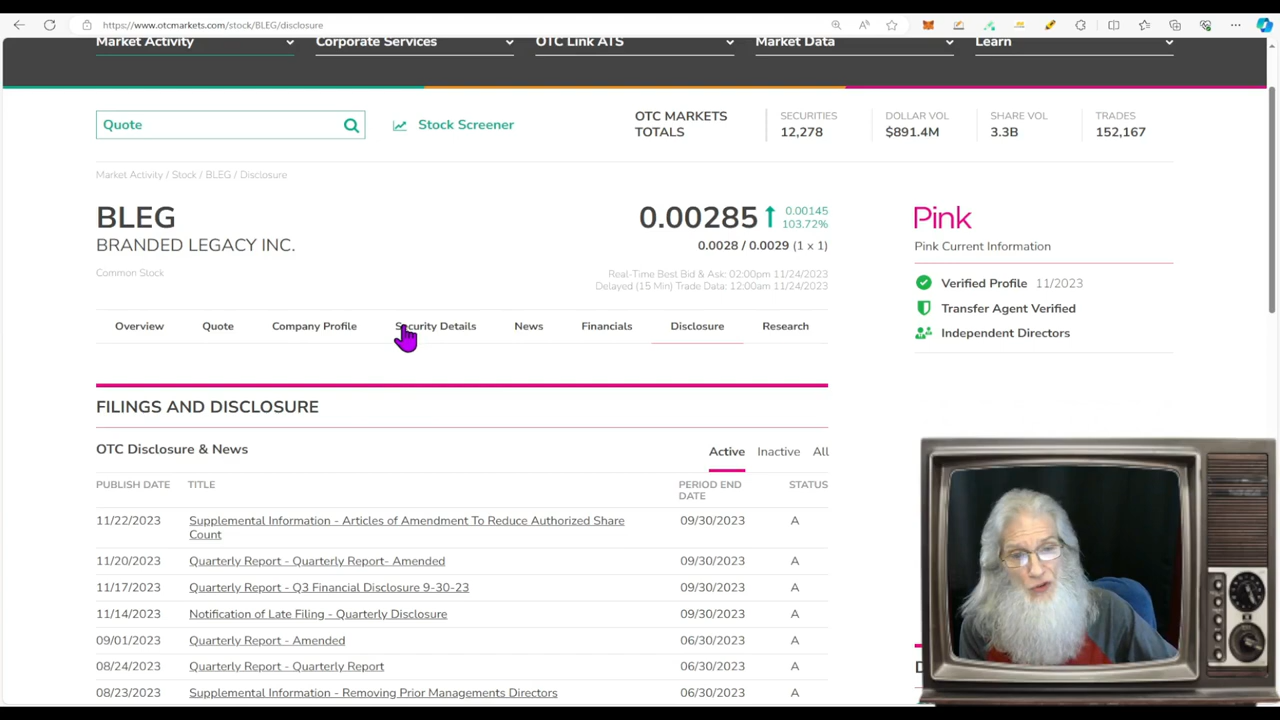 https://www.otcmarkets.com/stock/BLEG/disclosure
Market Activity
Corporate Services
OTC Link ATS
Market Data
Learn
Quote
Stock Screener
OTC MARKETS
TOTALS
SECURITIES
12,278
DOLLAR VOL
$891.4M
SHARE VOL
3.3B
TRADES
152,167
Market Activity / Stock / BLEG / Disclosure
BLEG
BRANDED LEGACY INC.
Common Stock
0.00285
0.00145
103.72%
0.0028 / 0.0029 (1 x 1)
Real-Time Best Bid & Ask: 02:00pm 11/24/2023
Delayed (15 Min) Trade Data: 12:00am 11/24/2023
Pink
Pink Current Information
Verified Profile 11/2023
Transfer Agent Verified
Independent Directors
Overview
Quote
Company Profile
Security Details
News
Financials
Disclosure
Research
FILINGS AND DISCLOSURE
OTC Disclosure & News
Active Inactive All
PUBLISH DATE TITLE PERIOD END DATE STATUS
11/22/2023 Supplemental Information - Articles of Amendment To Reduce Authorized Share Count 09/30/2023 A
11/20/2023 Quarterly Report - Quarterly Report- Amended 09/30/2023 A
11/17/2023 Quarterly Report - Q3 Financial Disclosure 9-30-23 09/30/2023 A
11/14/2023 Notification of Late Filing - Quarterly Disclosure 09/30/2023 A
09/01/2023 Quarterly Report - Amended 06/30/2023 A
08/24/2023 Quarterly Report - Quarterly Report 06/30/2023 A
08/23/2023 Supplemental Information - Removing Prior Managements Directors 06/30/2023 A